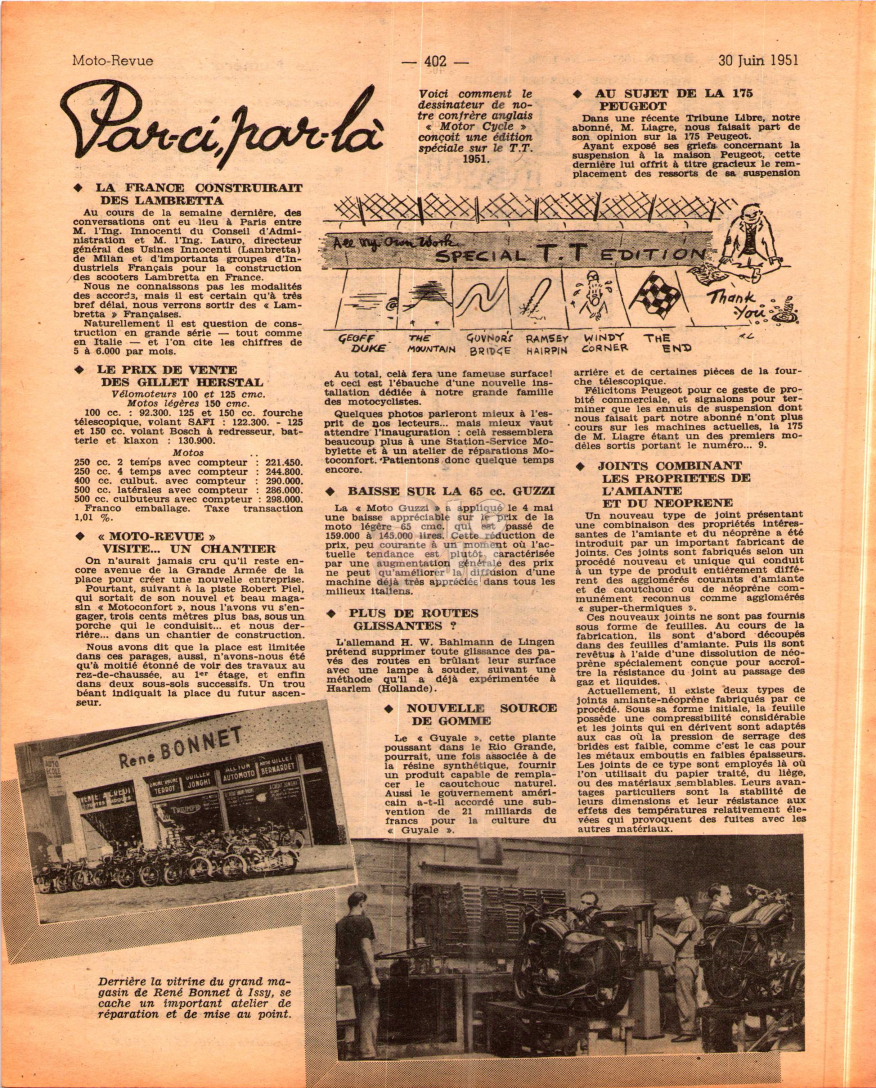 Moto-Revue
— 402 —
30 Juin 1951
Par-ci, par-là
◆ LA FRANCE CONSTRUIRAIT
DES LAMBRETTA
Au cours de la semaine dernière, des
conversations ont eu lieu à Paris entre
M. l'Ing. Innocenti du Conseil d'Admi-
nistration et M. l'Ing. Lauro, directeur
général des Usines Innocenti (Lambretta)
de Milan et d'importants groupes d'In-
dustriels Français pour la construction
des scooters Lambretta en France.
Nous ne connaissons pas les modalités
des accords, mais il est certain qu'à très
bref délai, nous verrons sortir des « Lam-
bretta » Françaises.
Naturellement il est question de cons-
truction en grande série — tout comme
en Italie — et l'on cite les chiffres de
5 à 6.000 par mois.
◆ LE PRIX DE VENTE
DES GILLET HERSTAL
Vélomoteurs 100 et 125 cmc.
Motos légères 150 cmc.
100 cc. : 92.300. 125 et 150 cc. fourche
télescopique, volant SAFI : 122.300. - 125
et 150 cc. volant Bosch à redresseur, bat-
terie et klaxon : 130.900.
Motos
250 cc. 2 temps avec compteur : 221.450.
250 cc. 4 temps avec compteur : 244.800.
400 cc. culbut. avec compteur : 290.000.
500 cc. latérales avec compteur : 286.000.
500 cc. culbuteurs avec compteur : 298.000.
Franco emballage. Taxe transaction
1,01 %.
◆ « MOTO-REVUE »
VISITE... UN CHANTIER
On n'aurait jamais cru qu'il reste en-
core avenue de la Grande Armée de la
place pour créer une nouvelle entreprise.
Pourtant, suivant à la piste Robert Piel,
qui sortait de son nouvel et beau maga-
sin « Motoconfort », nous l'avons vu s'en-
gager, trois cents mètres plus bas, sous un
porche qui le conduisit... et nous der-
rière... dans un chantier de construction.
Nous avons dit que la place est limitée
dans ces parages, aussi, n'avons-nous été
qu'à moitié étonné de voir des travaux au
rez-de-chaussée, au 1er étage, et enfin
dans deux sous-sols successifs. Un trou
béant indiquait la place du futur ascen-
seur.
Voici comment le
dessinateur de no-
tre confrère anglais
« Motor Cycle »
conçoit une édition
spéciale sur le T.T.
1951.
All my Own Work
SPECIAL T.T EDITION
Thank
You
GEOFF
DUKE
THE
MOUNTAIN
GUVNOR'S
BRIDGE
RAMSEY
HAIRPIN
WINDY
CORNER
THE
END
Au total, celà fera une fameuse surface!
et ceci est l'ébauche d'une nouvelle ins-
tallation dédiée à notre grande famille
des motocyclistes.
Quelques photos parleront mieux à l'es-
prit de nos lecteurs... mais mieux vaut
attendre l'inauguration : celà ressemblera
beaucoup plus à une Station-Service Mo-
bylette et à un atelier de réparations Mo-
toconfort. Patientons donc quelque temps
encore.
◆ BAISSE SUR LA 65 cc. GUZZI
La « Moto Guzzi » a appliqué le 4 mai
une baisse appréciable sur le prix de la
moto légère 65 cmc, qui est passé de
159.000 à 145.000 lires. Cette réduction de
prix, peu courante à un moment où l'ac-
tuelle tendance est plutôt caractérisée
par une augmentation générale des prix
ne peut qu'améliorer la diffusion d'une
machine déjà très appréciée dans tous les
milieux italiens.
◆ PLUS DE ROUTES
GLISSANTES ?
L'allemand H. W. Bahlmann de Lingen
prétend supprimer toute glissance des pa-
vés des routes en brûlant leur surface
avec une lampe à souder, suivant une
méthode qu'il a déjà expérimentée à
Haarlem (Hollande).
◆ NOUVELLE SOURCE
DE GOMME
Le « Guyale », cette plante
poussant dans le Rio Grande,
pourrait, une fois associée à de
la résine synthétique, fournir
un produit capable de rempla-
cer le caoutchouc naturel.
Aussi le gouvernement améri-
cain a-t-il accordé une sub-
vention de 21 milliards de
francs pour la culture du
« Guyale ».
◆ AU SUJET DE LA 175
PEUGEOT
Dans une récente Tribune Libre, notre
abonné, M. Liagre, nous faisait part de
son opinion sur la 175 Peugeot.
Ayant exposé ses griefs concernant la
suspension à la maison Peugeot, cette
dernière lui offrit à titre gracieux le rem-
placement des ressorts de sa suspension
arrière et de certaines pièces de la four-
che télescopique.
Félicitons Peugeot pour ce geste de pro-
bité commerciale, et signalons pour ter-
miner que les ennuis de suspension dont
nous faisait part notre abonné n'ont plus
cours sur les machines actuelles, la 175
de M. Liagre étant un des premiers mo-
dèles sortis portant le numéro... 9.
◆ JOINTS COMBINANT
LES PROPRIETES DE
L'AMIANTE
ET DU NEOPRENE
Un nouveau type de joint présentant
une combinaison des propriétés intéres-
santes de l'amiante et du néoprène a été
introduit par un important fabricant de
joints. Ces joints sont fabriqués selon un
procédé nouveau et unique qui conduit
à un type de produit entièrement diffé-
rent des agglomérés courants d'amiante
et de caoutchouc ou de néoprène com-
munément reconnus comme agglomérés
« super-thermiques ».
Ces nouveaux joints ne sont pas fournis
sous forme de feuilles. Au cours de la
fabrication, ils sont d'abord découpés
dans des feuilles d'amiante. Puis ils sont
revêtus à l'aide d'une dissolution de néo-
prène spécialement conçue pour accroî-
tre la résistance du joint au passage des
gaz et liquides.
Actuellement, il existe deux types de
joints amiante-néoprène fabriqués par ce
procédé. Sous sa forme initiale, la feuille
possède une compressibilité considérable
et les joints qui en dérivent sont adaptés
aux cas où la pression de serrage des
brides est faible, comme c'est le cas pour
les métaux emboutis en faibles épaisseurs.
Les joints de ce type sont employés là où
l'on utilisait du papier traité, du liège,
ou des matériaux semblables. Leurs avan-
tages particuliers sont la stabilité de
leurs dimensions et leur résistance aux
effets des températures relativement éle-
vées qui provoquent des fuites avec les
autres matériaux.
René BONNET
TERROT
GUILLER
JONGHI
ALCYON
AUTOMOTO
MOTO GILLET
BERNARDET
TRIUMPH
Derrière la vitrine du grand ma-
gasin de René Bonnet à Issy, se
cache un important atelier de
réparation et de mise au point.